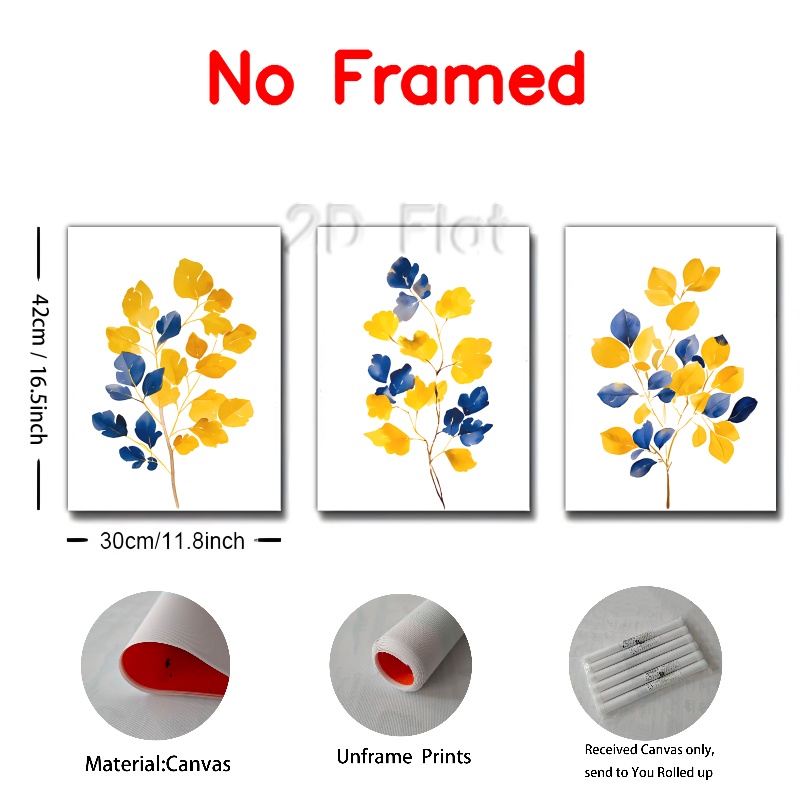 No Framed
2D Flat
42cm / 16.5inch
30cm/11.8inch
Material:Canvas
Unframe Prints
Received Canvas only,
send to You Rolled up